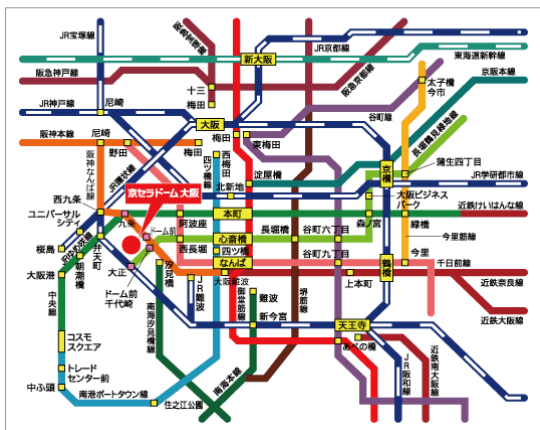 JR宝塚線
阪急宝塚線
新大阪
JR京都線
東海道新幹線
阪急神戸線
十三
梅田
阪急京都線
太子橋
今市
京阪本線
JR神戸線
尼崎
大阪
谷町線
長堀鶴見緑地線
阪神本線
尼崎
野田
梅田
梅田
東梅田
西梅田
四ツ橋線
淀屋橋
京橋
蒲生四丁目
阪神なんば線
JR東西線
北新地
JR学研都市線
大阪ビジネス
パーク
京セラドーム 大阪
西九条
ユニバーサル
シティ
九条
阿波座
本町
森ノ宮
緑橋
近鉄けいはんな線
JRゆめ咲線
弁天町
ドーム前
西長堀
心斎橋
長堀橋
谷町六丁目
今里筋線
桜島
四ツ橋
大阪港
朝潮橋
大正
汐見橋
なんば
谷町九丁目
鶴橋
今里
千日前線
ドーム前
千代崎
大阪難波
上本町
近鉄奈良線
中央線
JR難波
難波
御堂筋線
堺筋線
近鉄大阪線
南海汐見橋線
新今宮
天王寺
コスモ
スクエア
あべの橋
トレード
センター前
中ふ頭
南港ポートタウン線
住之江公園
南海本線
JR阪和線
近鉄南大阪線